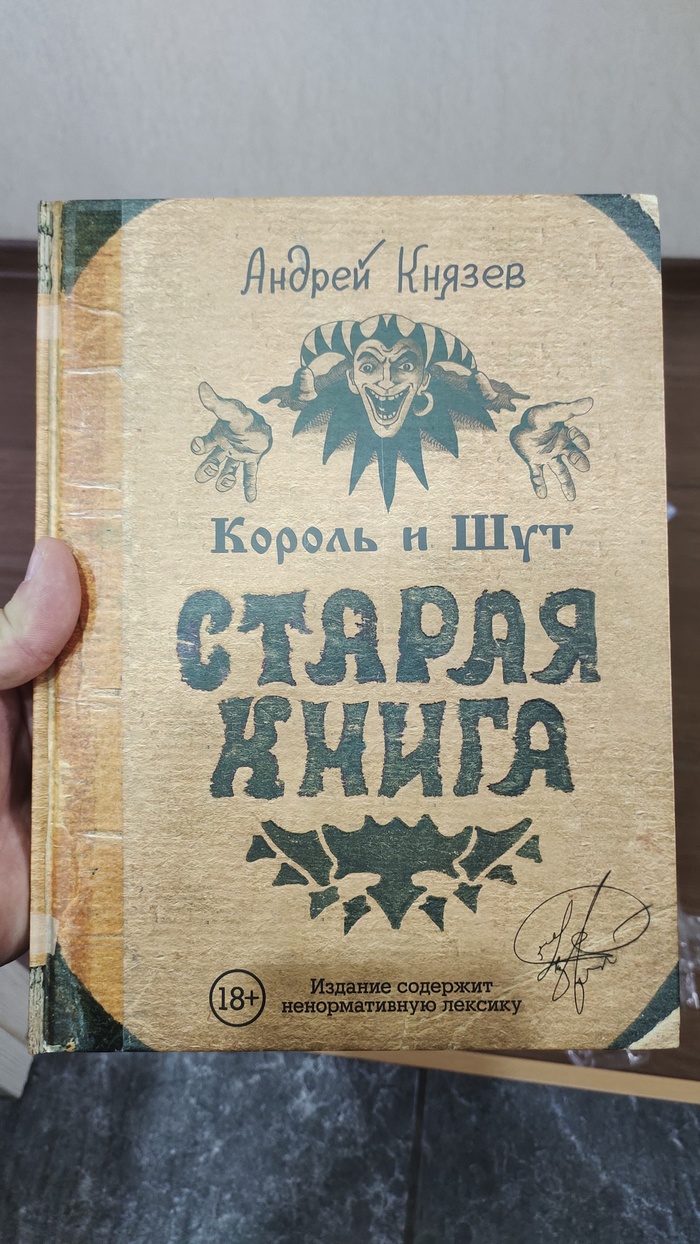 Андрей Князев
Король и Шут
СТАРАЯ
КНИГА
18+
Издание содержит
ненормативную лексику